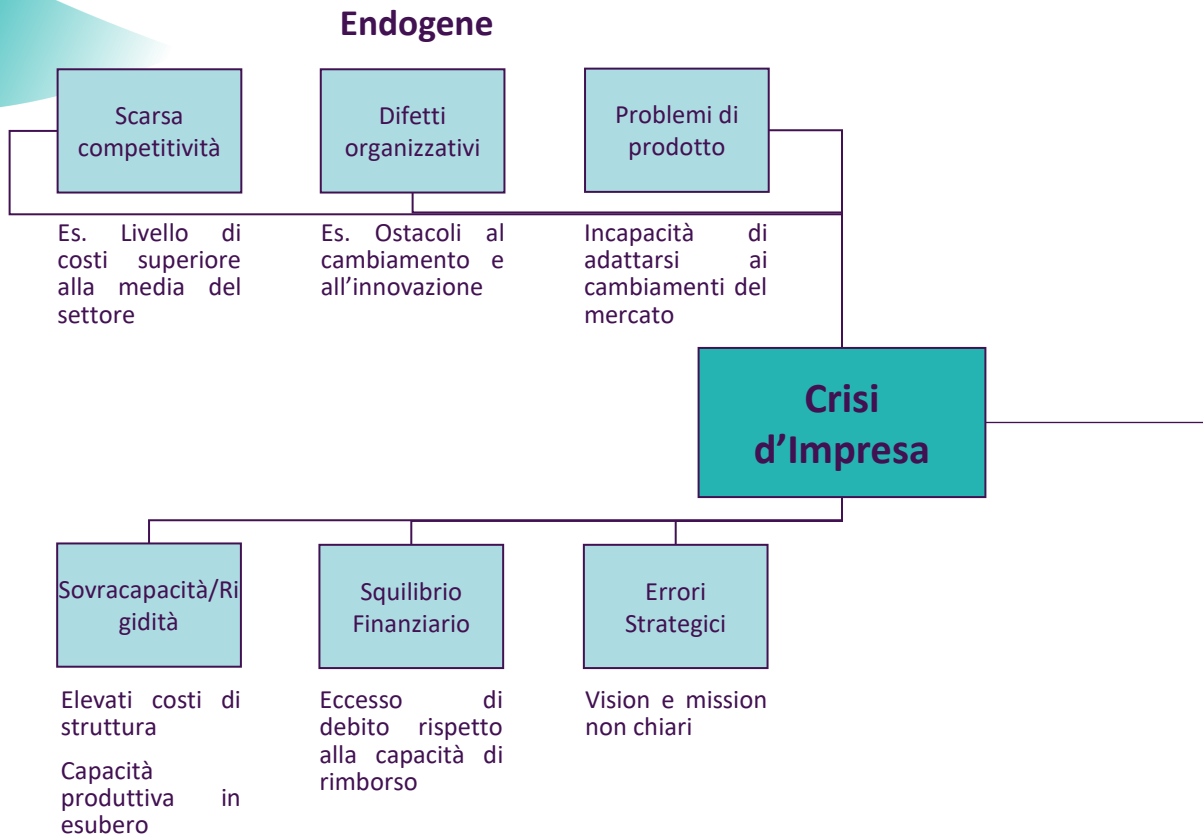 Endogene
Scarsa
competitività
Difetti
organizzativi
Problemi di
prodotto
Es. Livello di
costi superiore
alla media del
settore
Es. Ostacoli al
cambiamento e
all’innovazione
Incapacità di
adattarsi ai
cambiamenti del
mercato
Crisi
d’Impresa
Sovracapacità/Ri
gidità
Squilibrio
Finanziario
Errori
Strategici
Elevati costi di
struttura
Capacità
produttiva in
esubero
Eccesso di
debito rispetto
alla capacità di
rimborso
Vision e mission
non chiari